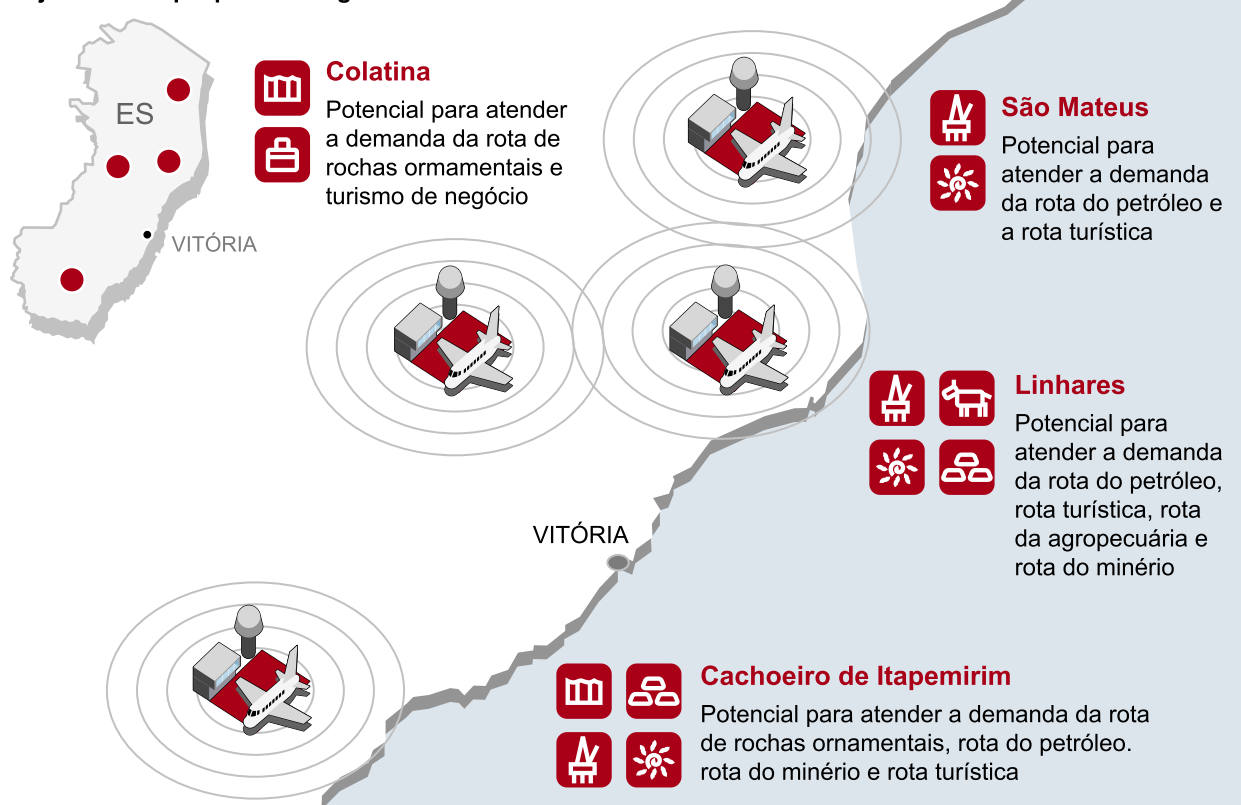 ES
VITÓRIA
Colatina
Potencial para atender
a demanda da rota de
rochas ormamentais e
turismo de negócio
São Mateus
Potencial para
atender a demanda
da rota do petróleo e
a rota turística
Linhares
Potencial para
atender a demanda
da rota do petróleo,
rota turística, rota
da agropecuária e
rota do minério
VITÓRIA
Cachoeiro de Itapemirim
Potencial para atender a demanda da rota
de rochas ornamentais, rota do petróleo.
rota do minério e rota turística